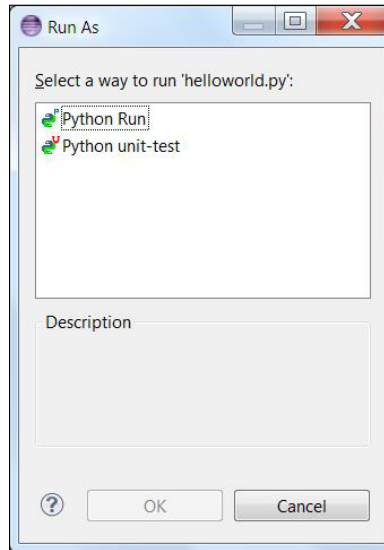 Run As
Select a way to run 'helloworld.py':
Python Run
Python unit-test
Description
OK
Cancel